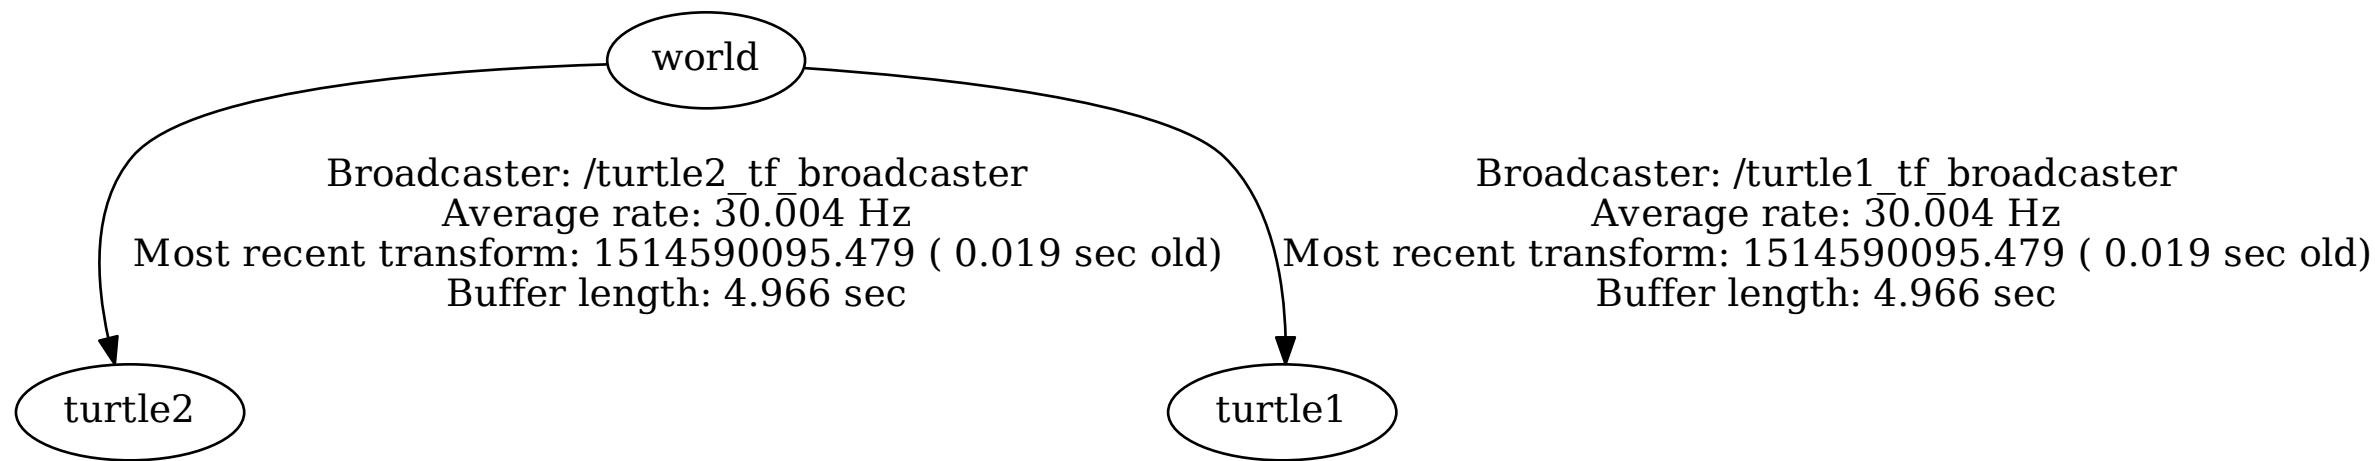 world
Broadcaster: /turtle2_tf_broadcaster
Average rate: 30.004 Hz
Most recent transform: 1514590095.479 ( 0.019 sec old)
Buffer length: 4.966 sec
Broadcaster: /turtle1_tf_broadcaster
Average rate: 30.004 Hz
Most recent transform: 1514590095.479 ( 0.019 sec old)
Buffer length: 4.966 sec
turtle2
turtle1